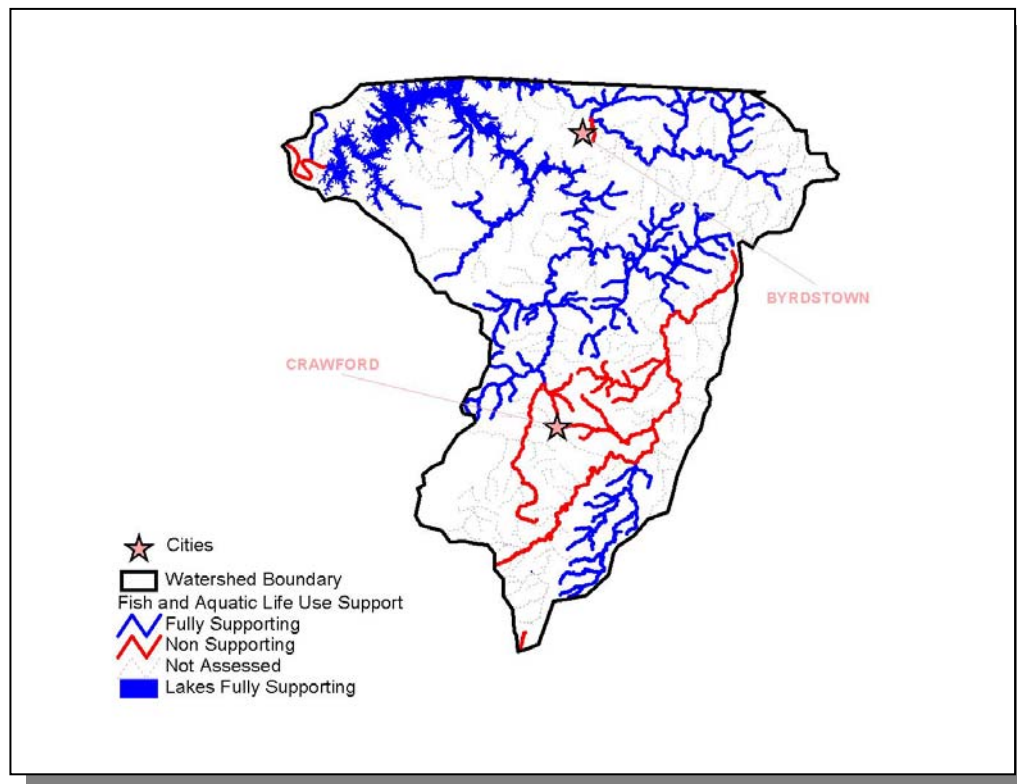 BYRDSTOWN
CRAWFORD
Cities
Watershed Boundary
Fish and Aquatic Life Use Support
Fully Supporting
Non Supporting
Not Assessed
Lakes Fully Supporting